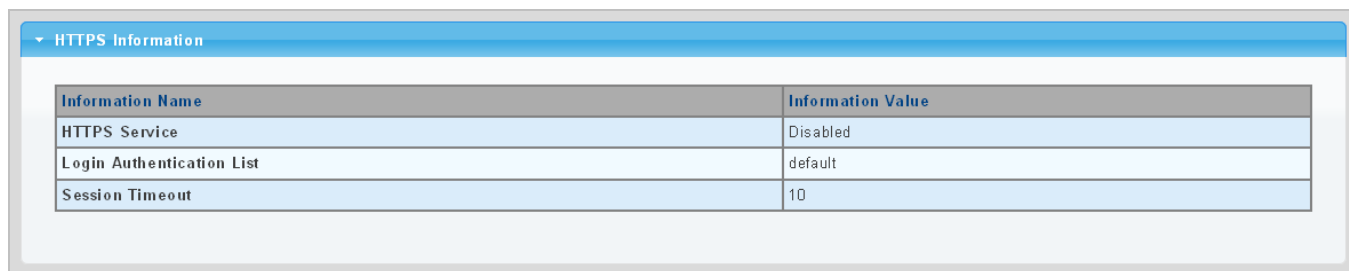 HTTPS Information
Information Name Information Value
HTTPS Service Disabled
Login Authentication List default
Session Timeout 10